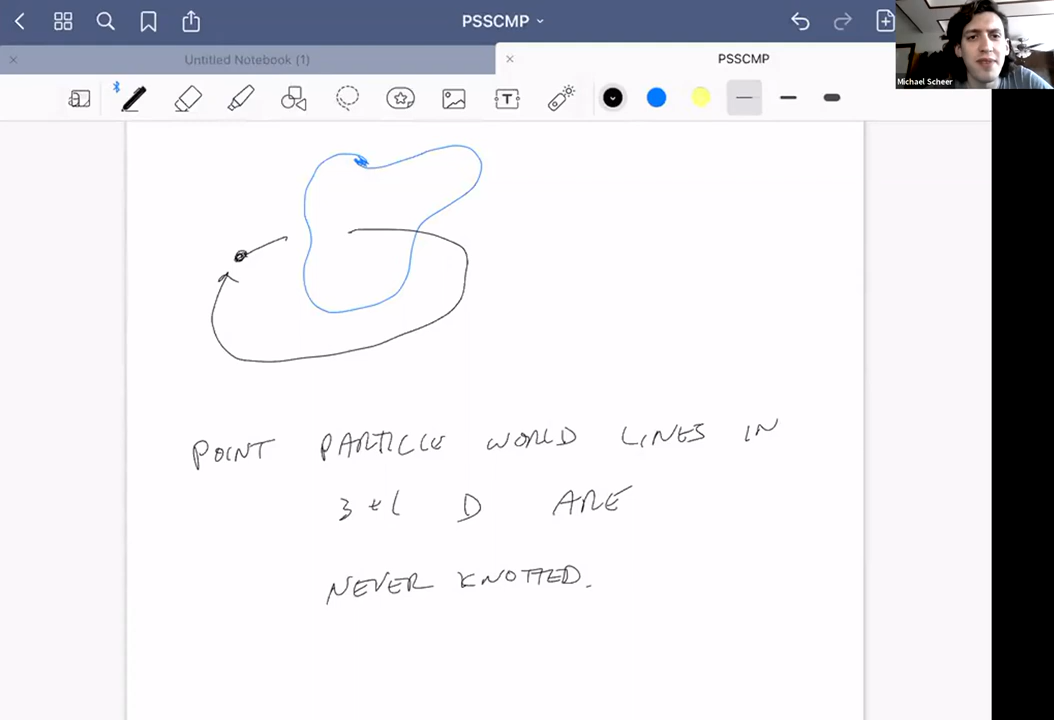 PSSCMP
Untitled Notebook (1)
PSSCMP
T
Michael Scheer
POINT PARTICLE WORLD LINES IN
3+1 D ARE
NEVER KNOTTED.